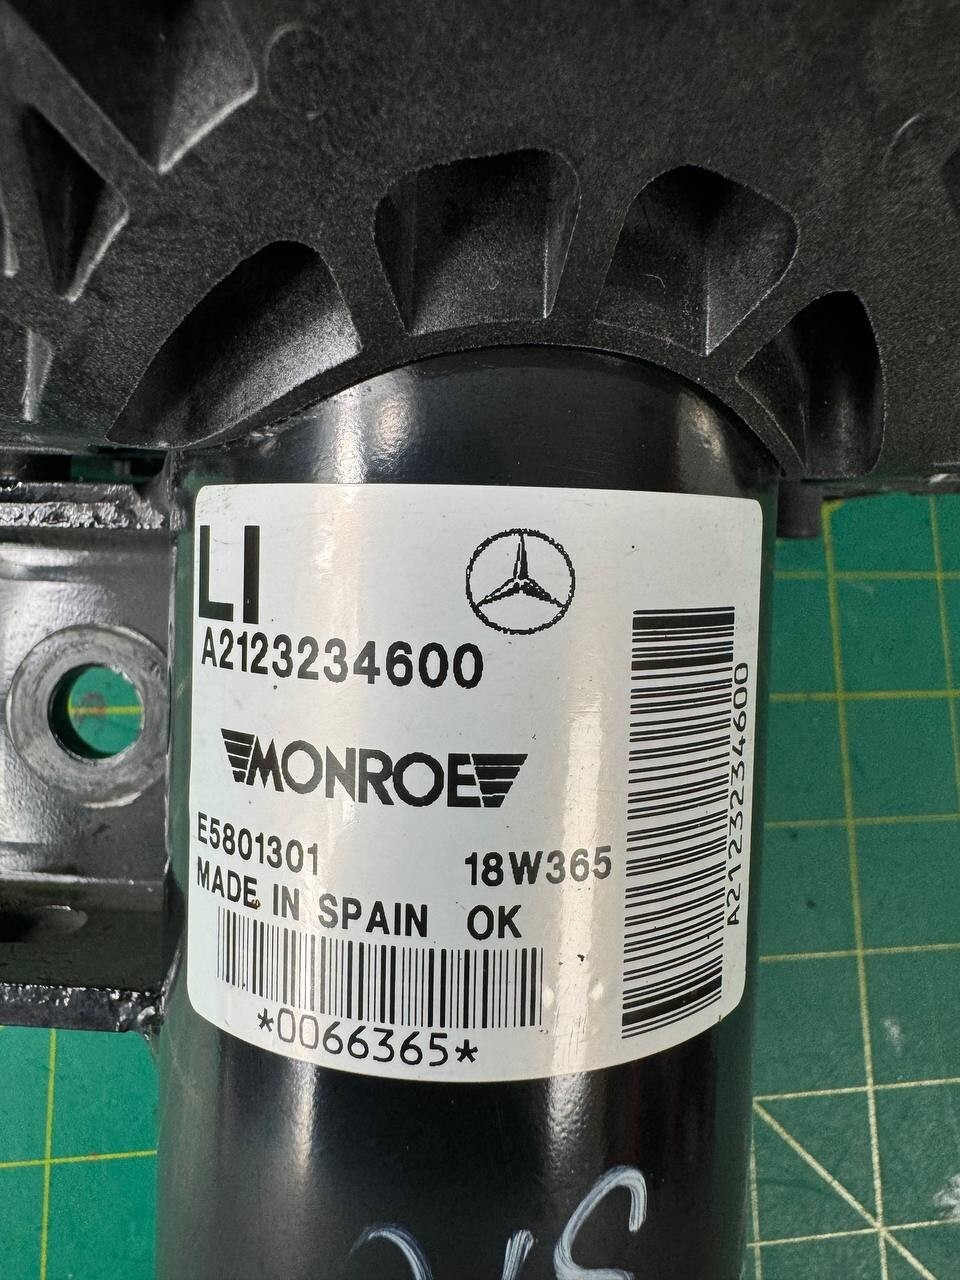 LI
A2123234600
MONROE
E5801301 18W365
MADE IN SPAIN OK
*0066365*
A2123234600